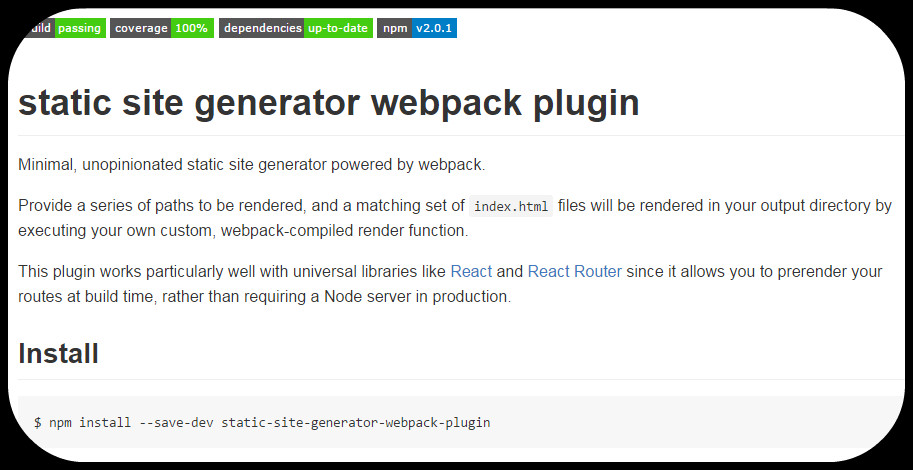 build passing coverage 100% dependencies up-to-date npm v2.0.1
static site generator webpack plugin
Minimal, unopinionated static site generator powered by webpack.
Provide a series of paths to be rendered, and a matching set of index.html files will be rendered in your output directory by
executing your own custom, webpack-compiled render function.
This plugin works particularly well with universal libraries like React and React Router since it allows you to prerender your
routes at build time, rather than requiring a Node server in production.
Install
$ npm install --save-dev static-site-generator-webpack-plugin